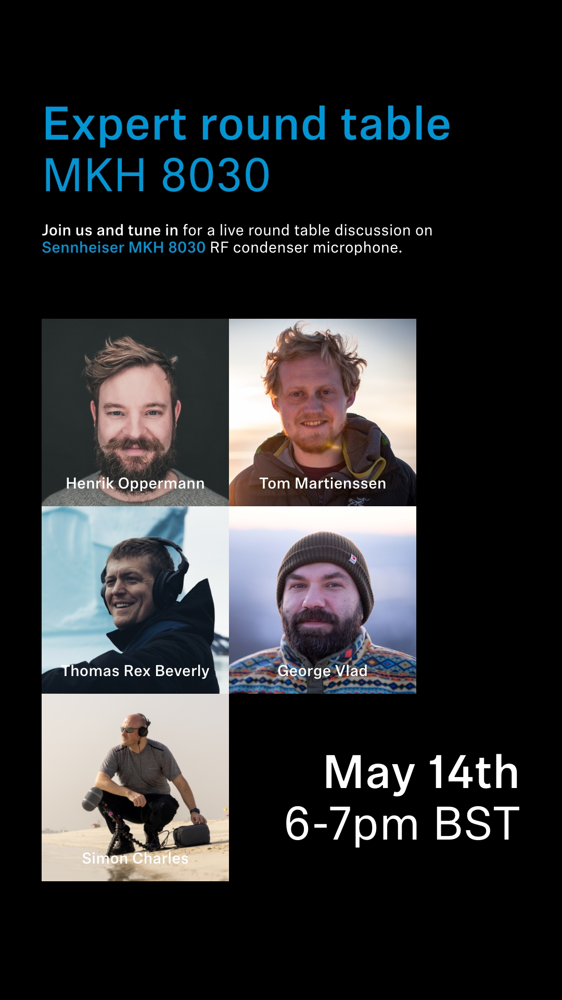 Expert round table
MKH 8030
Join us and tune in for a live round table discussion on
Sennheiser MKH 8030 RF condenser microphone.
Henrik Oppermann
Tom Martienssen
Thomas Rex Beverly
George Vlad
Simon Charles
May 14th
6-7pm BST